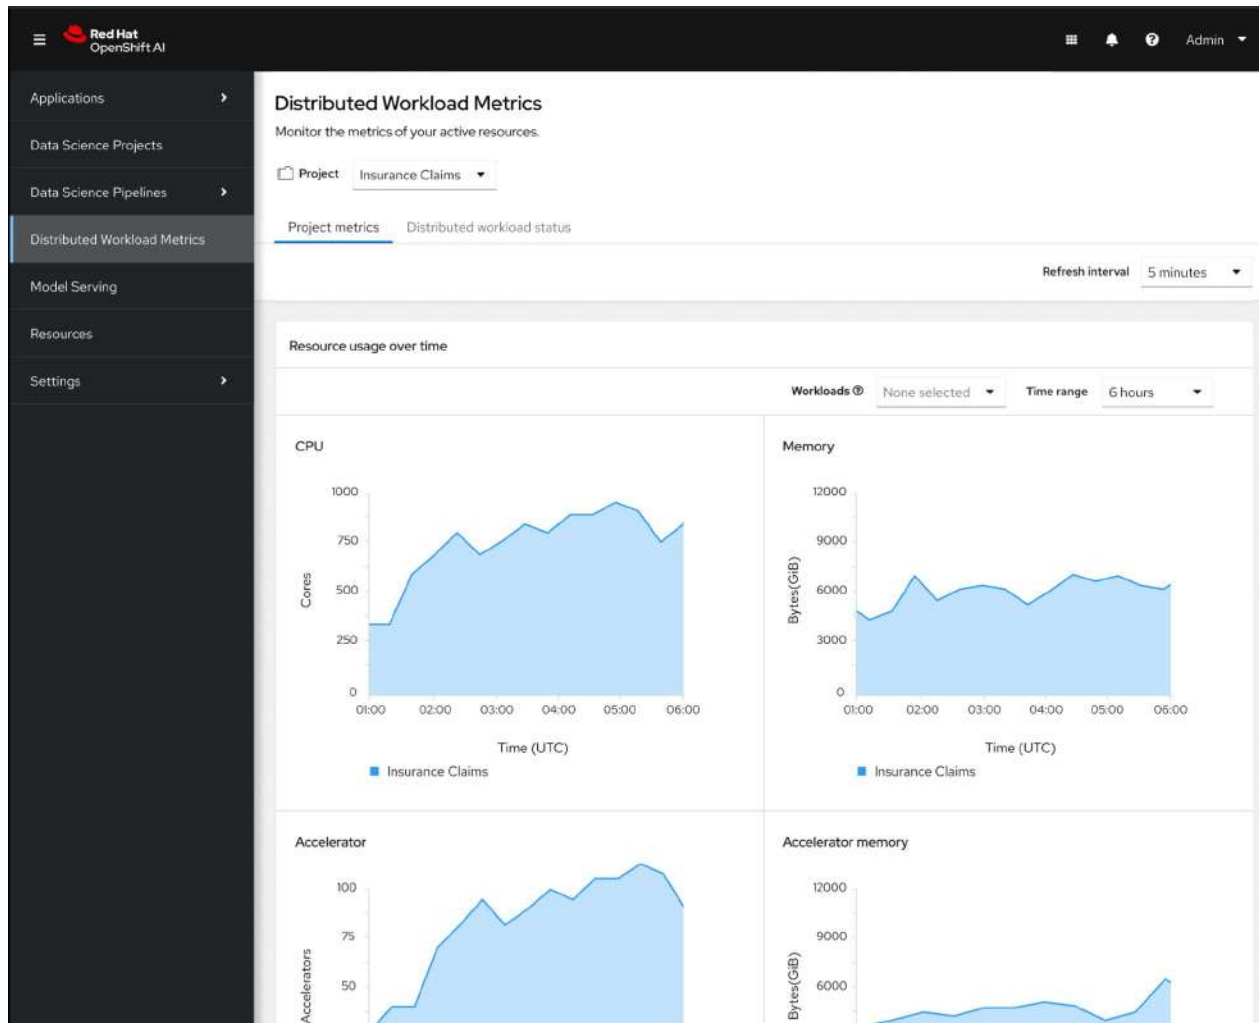 Red Hat
OpenShift AI
Admin
Applications
Data Science Projects
Data Science Pipelines
Distributed Workload Metrics
Model Serving
Resources
Settings
Distributed Workload Metrics
Monitor the metrics of your active resources.
Project Insurance Claims
Project metrics Distributed workload status
Refresh interval 5 minutes
Resource usage over time
Workloads None selected Time range 6 hours
CPU
1000
750
500
250
0
Cores
01:00 02:00 03:00 04:00 05:00 06:00
Time (UTC)
Insurance Claims
Memory
12000
9000
6000
3000
0
Bytes(GiB)
01:00 02:00 03:00 04:00 05:00 06:00
Time (UTC)
Insurance Claims
Accelerator
100
75
50
Accelerators
Accelerator memory
12000
9000
6000
Bytes(GiB)